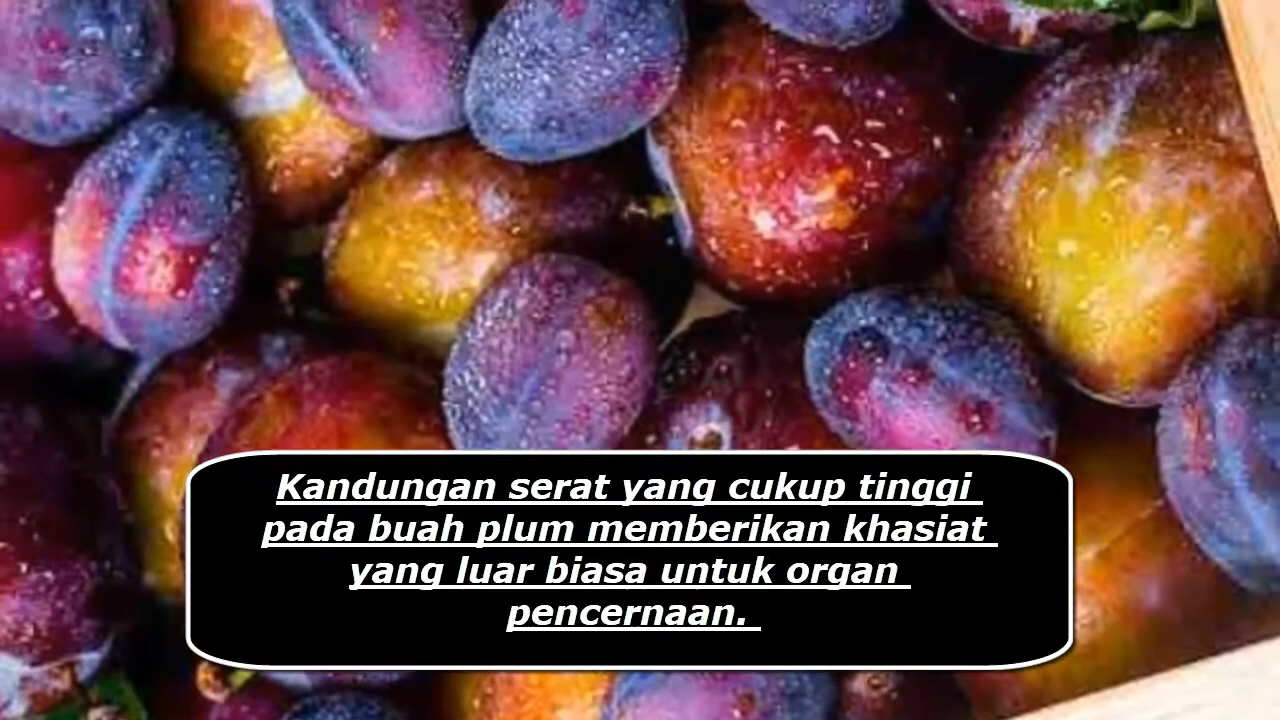 Kandungan serat yang cukup tinggi
pada buah plum memberikan khasiat
yang luar biasa untuk organ
pencernaan.